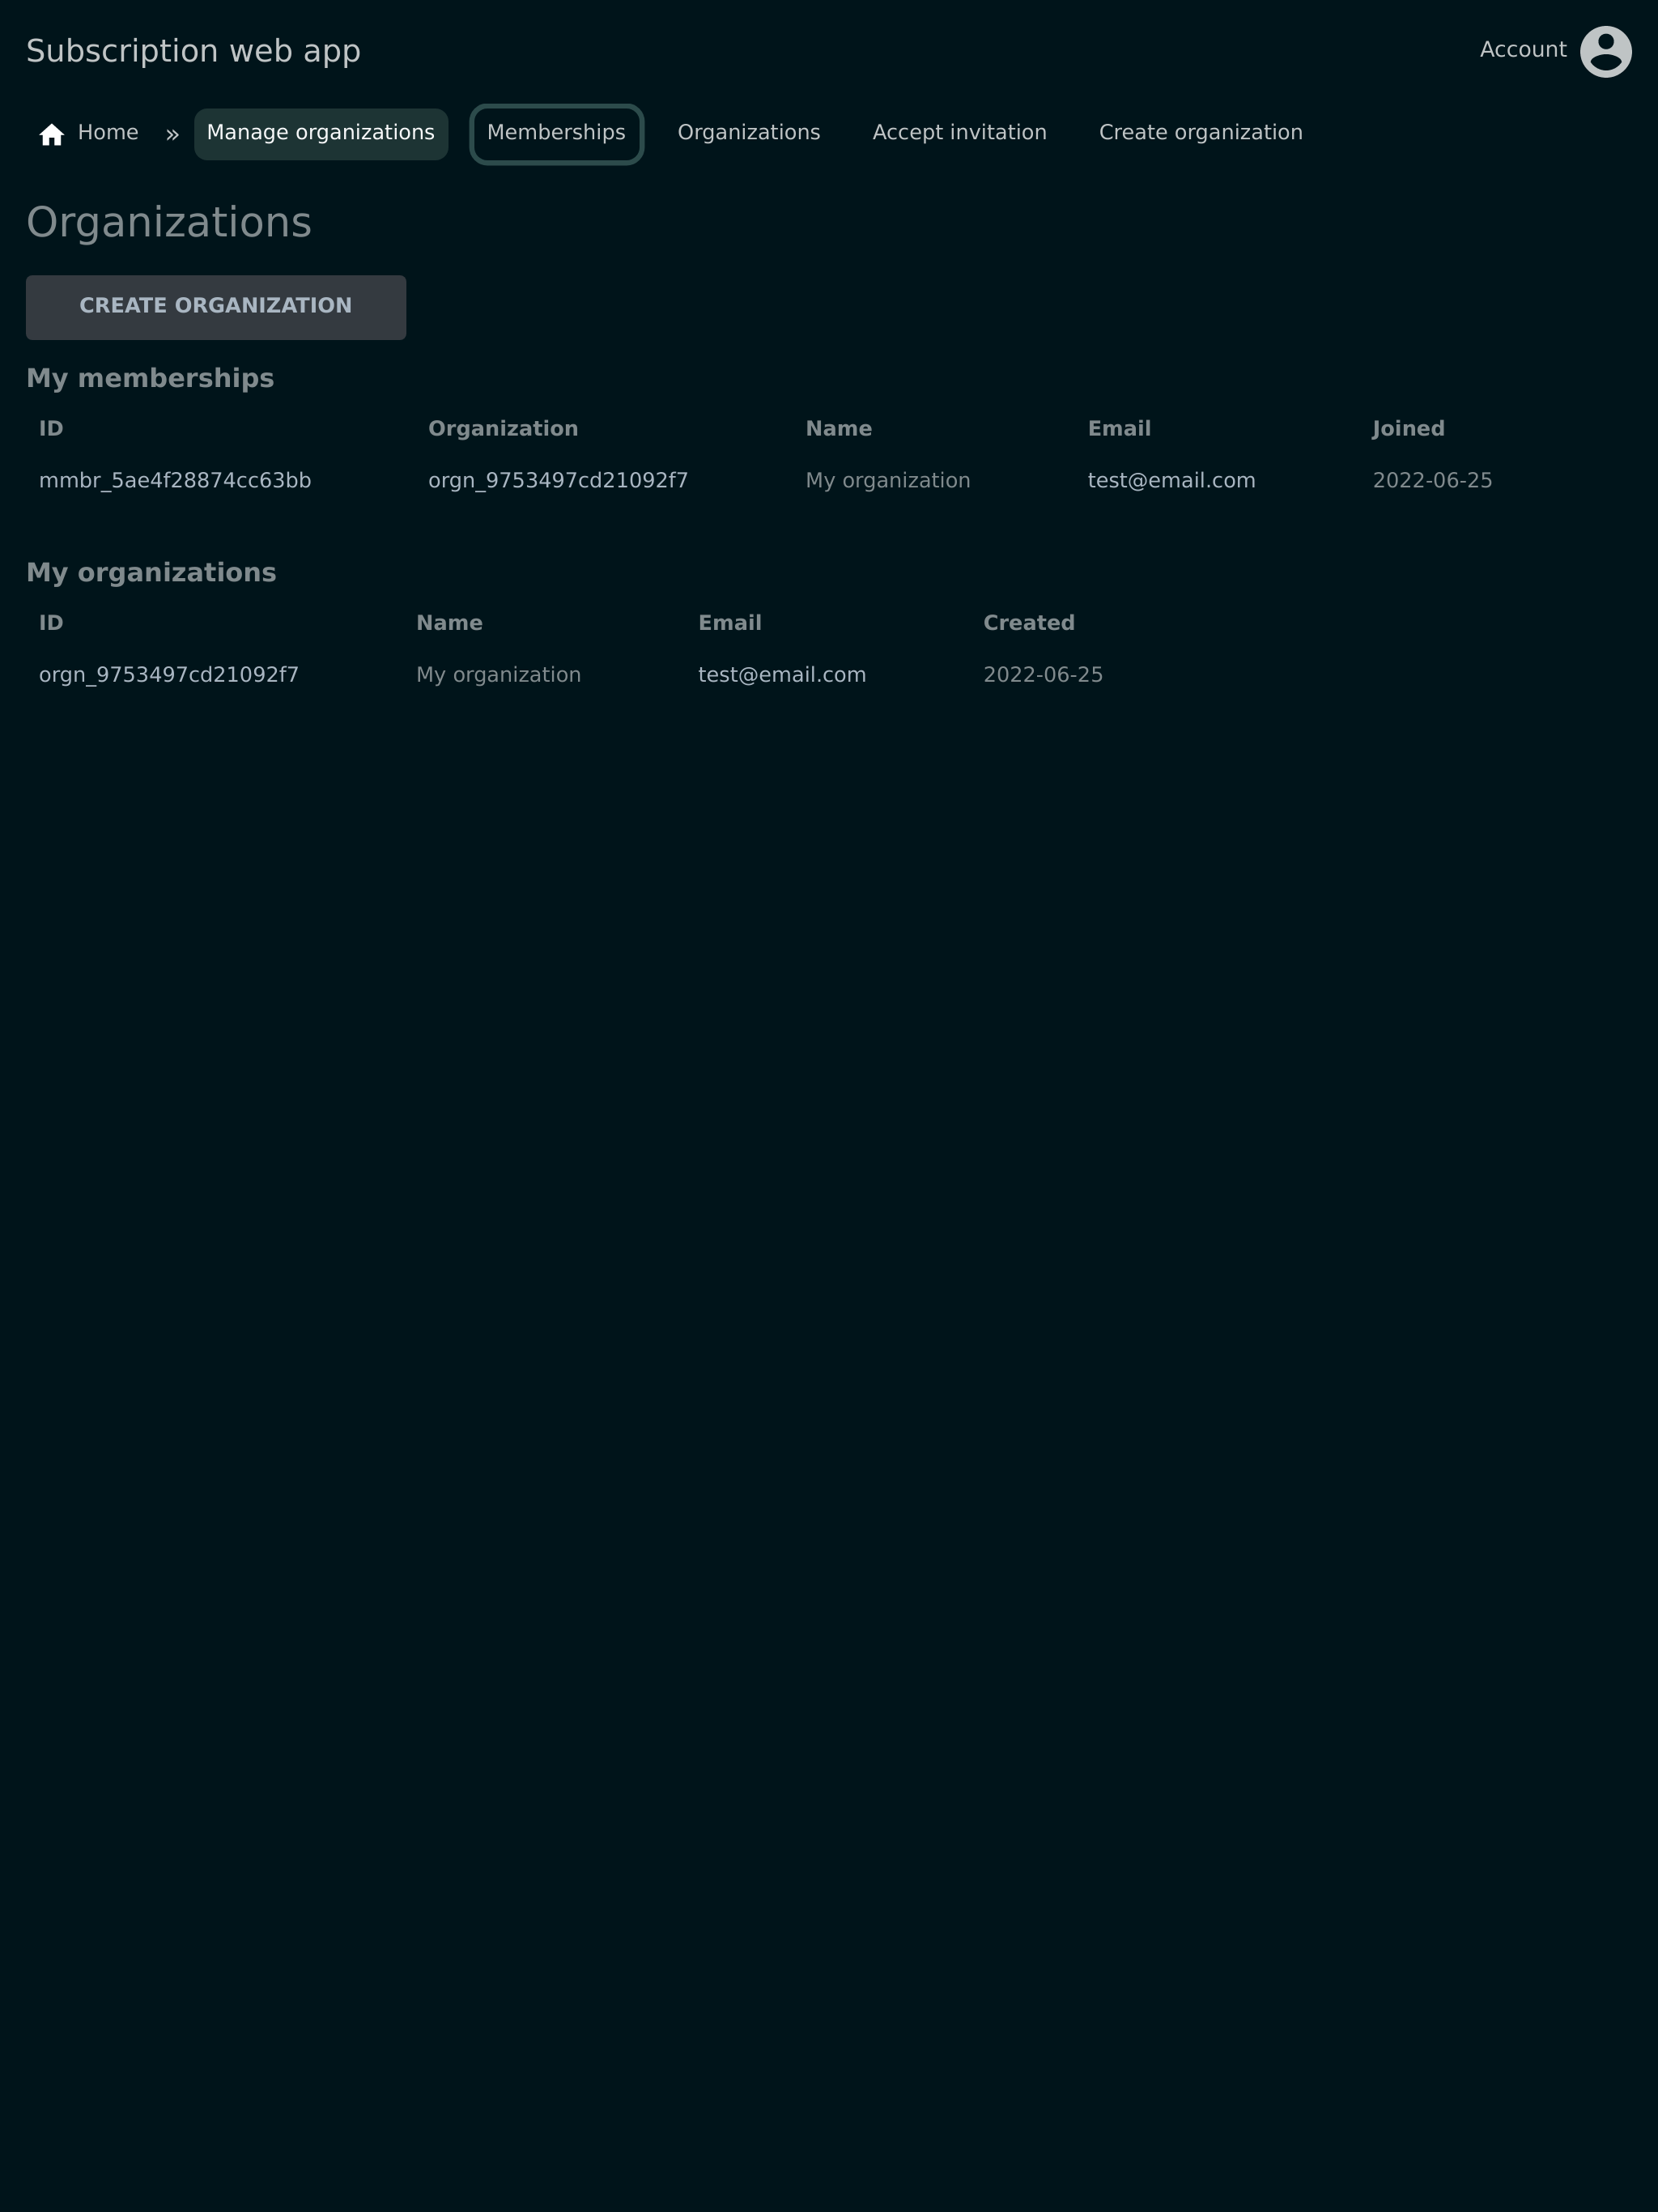 Subscription web app
Account
Home » Manage organizations Memberships Organizations Accept invitation Create organization
Organizations
CREATE ORGANIZATION
My memberships
ID Organization Name Email Joined
mmbr_5ae4f28874cc63bb orgn_9753497cd21092f7 My organization test@email.com 2022-06-25
My organizations
ID Name Email Created
orgn_9753497cd21092f7 My organization test@email.com 2022-06-25